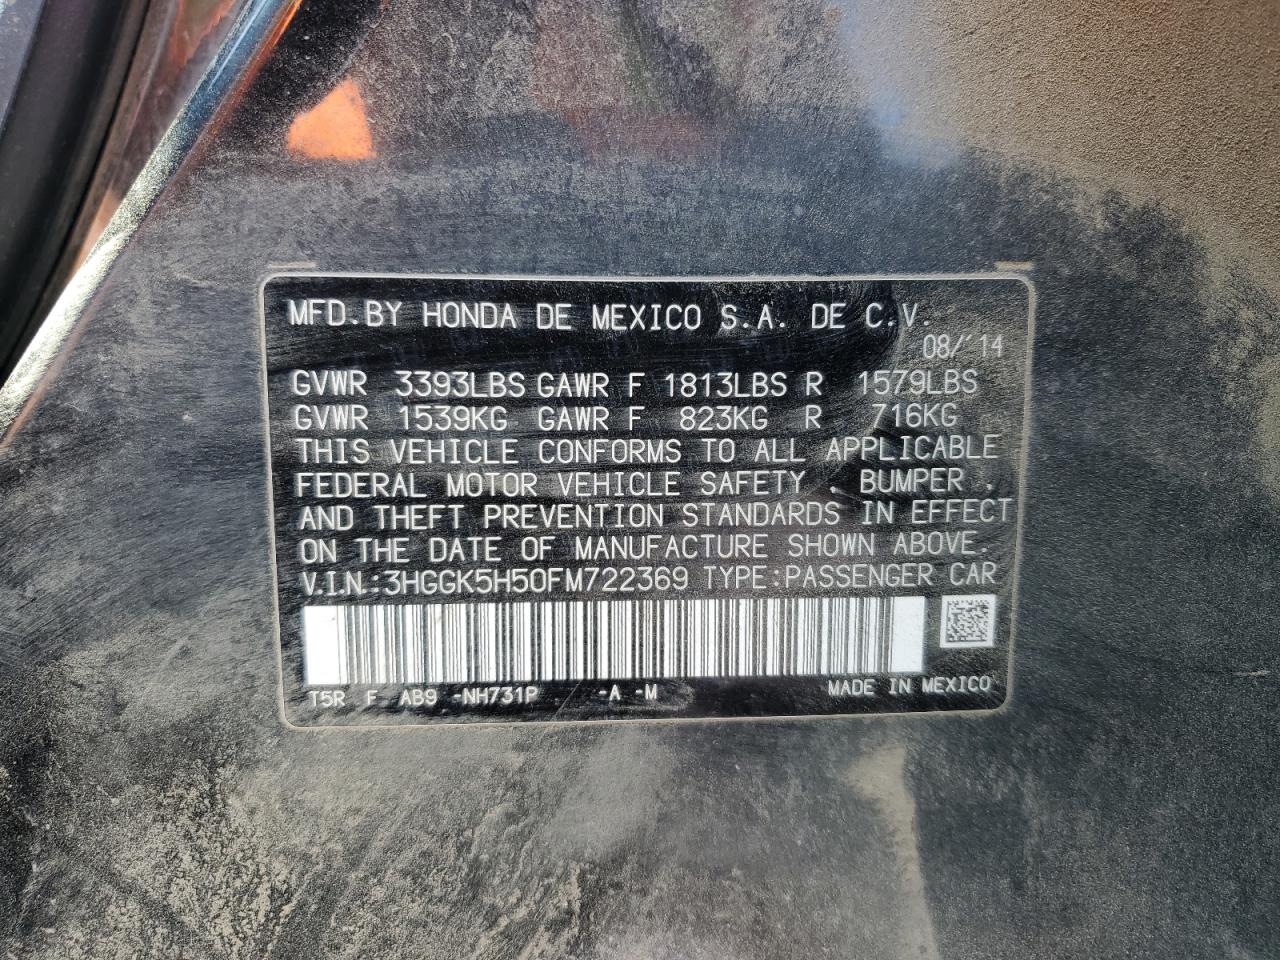 MFD.BY HONDA DE MEXICO S.A. DE C.V.
08/'14
GVWR 3393LBS GAWR F 1813LBS R 1579LBS
GVWR 1539KG GAWR F 823KG R 716KG
THIS VEHICLE CONFORMS TO ALL APPLICABLE
FEDERAL MOTOR VEHICLE SAFETY , BUMPER ,
AND THEFT PREVENTION STANDARDS IN EFFECT
ON THE DATE OF MANUFACTURE SHOWN ABOVE.
V.I.N.:3HGGK5H50FM722369 TYPE:PASSENGER CAR
T5R F AB9 -NH731P -A -M MADE IN MEXICO